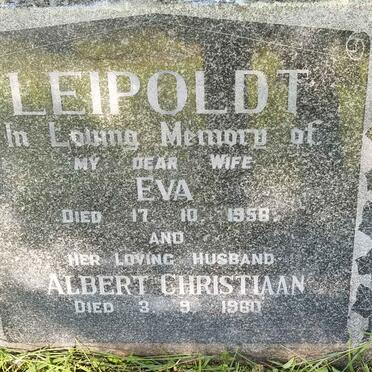 LEIPOLDT
In Loving Memory of
MY DEAR WIFE
EVA
DIED 17. 10. 1958.
AND
HER LOVING HUSBAND
ALBERT CHRISTIAAN
DIED 3. 9. 1960